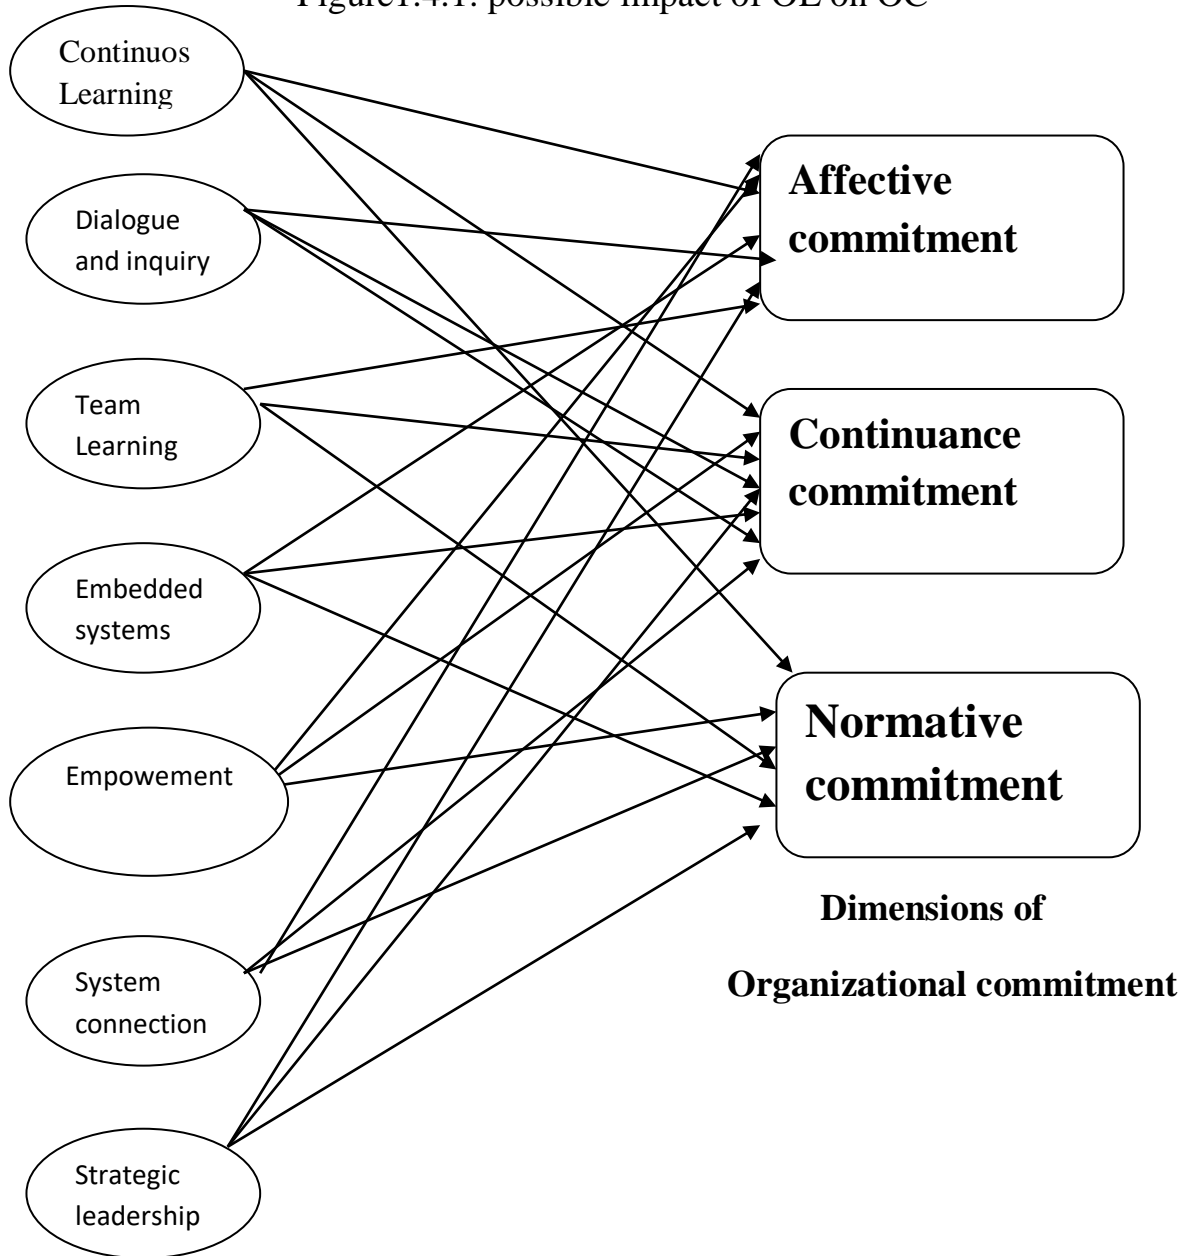 Figure1.4.1: possible impact of OL on OC
Continuos
Learning
Dialogue
and inquiry
Team
Learning
Embedded
systems
Empowement
System
connection
Strategic
leadership
Affective
commitment
Continuance
commitment
Normative
commitment
Dimensions of
Organizational commitment